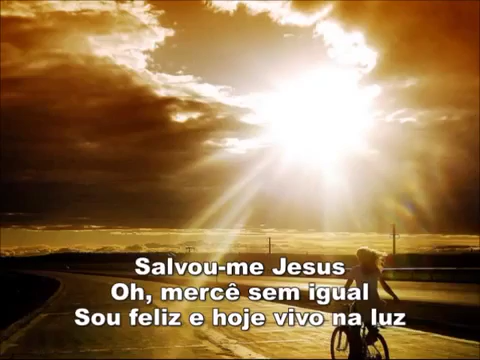 Salvou-me Jesus
Oh, mercê sem igual
Sou feliz e hoje vivo na luz